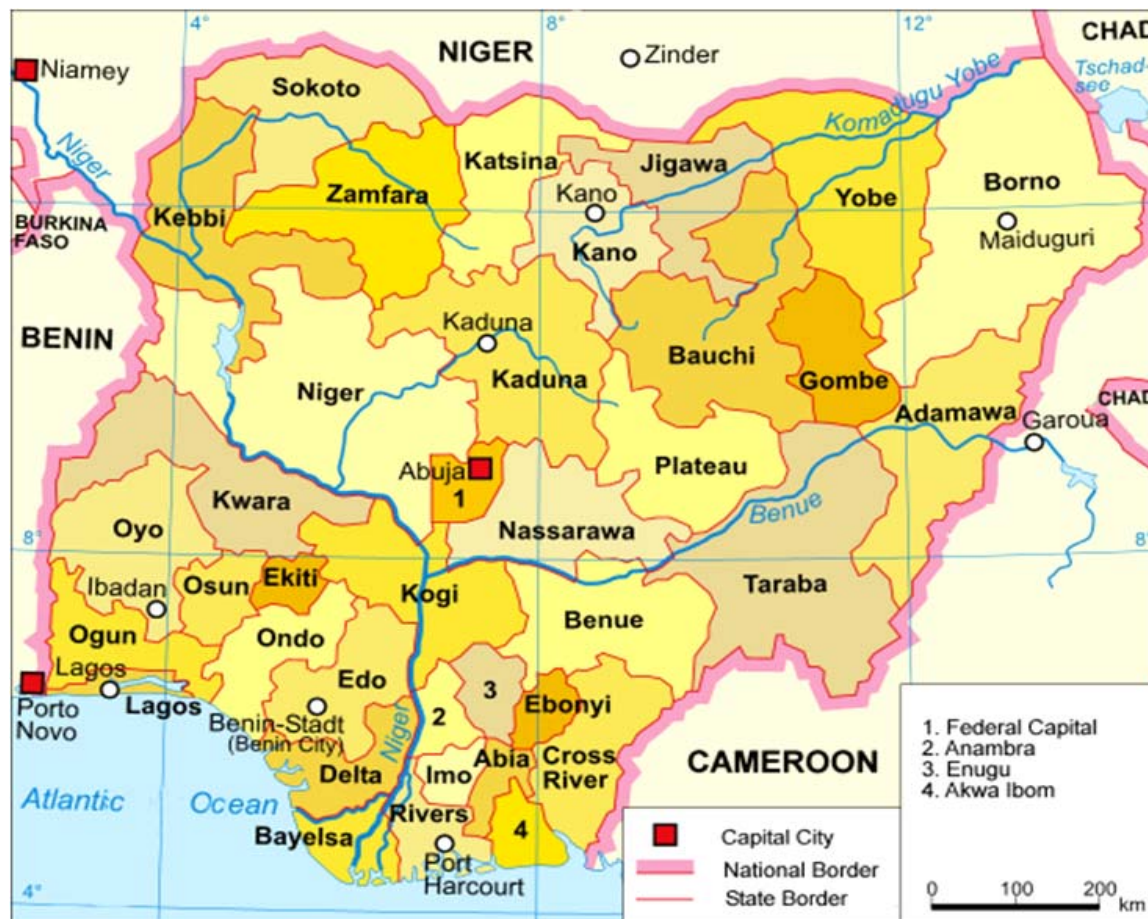 4°
8°
12°
NIGER
CHAD
Zinder
Niamey
Tschad-
see
Komadugu Yobe
Sokoto
Niger
Katsina
Jigawa
Zamfara
Kano
Yobe
Borno
BURKINA
FASO
Kebbi
Kano
Maiduguri
BENIN
Kaduna
Bauchi
Niger
Kaduna
Gombe
CHAD
Adamawa
Garoua
Abuja
Plateau
1
Kwara
Nassarawa
Benue
Oyo
8°
8°
Ibadan
Osun
Ekiti
Kogi
Taraba
Ogun
Ondo
Benue
Lagos
Edo
3
Ebonyi
Porto
Novo
Lagos
Benin-Stadt
(Benin City)
Niger
2
Abia
Cross
River
CAMEROON
Delta
Imo
Atlantic Ocean
Rivers
4
Bayelsa
Port
Harcourt
4°
1. Federal Capital
2. Anambra
3. Enugu
4. Akwa Ibom
Capital City
National Border
State Border
0 100 200
km